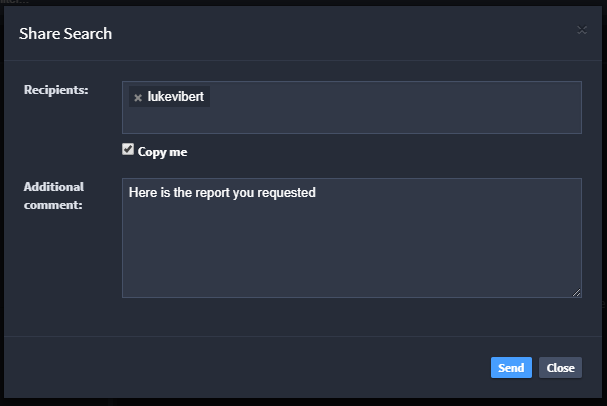 Share Search
×
Recipients:
× lukevibert
Copy me
Additional
comment:
Here is the report you requested
Send
Close